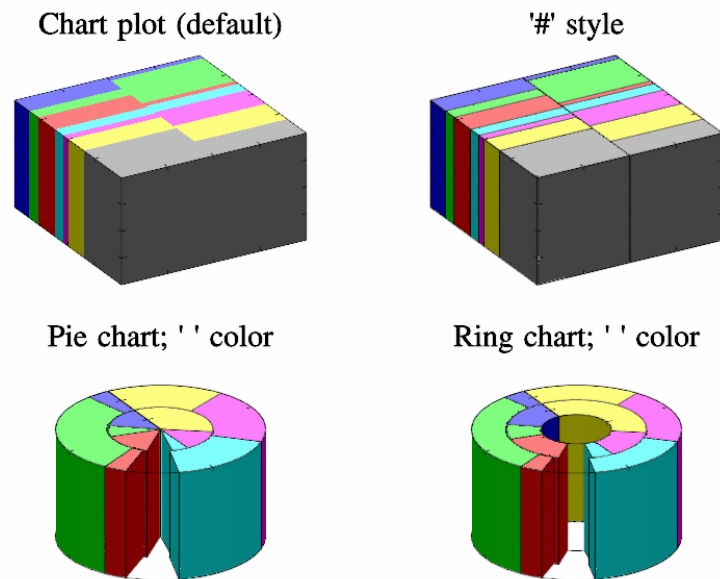 Chart plot (default)
'#' style
Pie chart; ' ' color
Ring chart; ' ' color